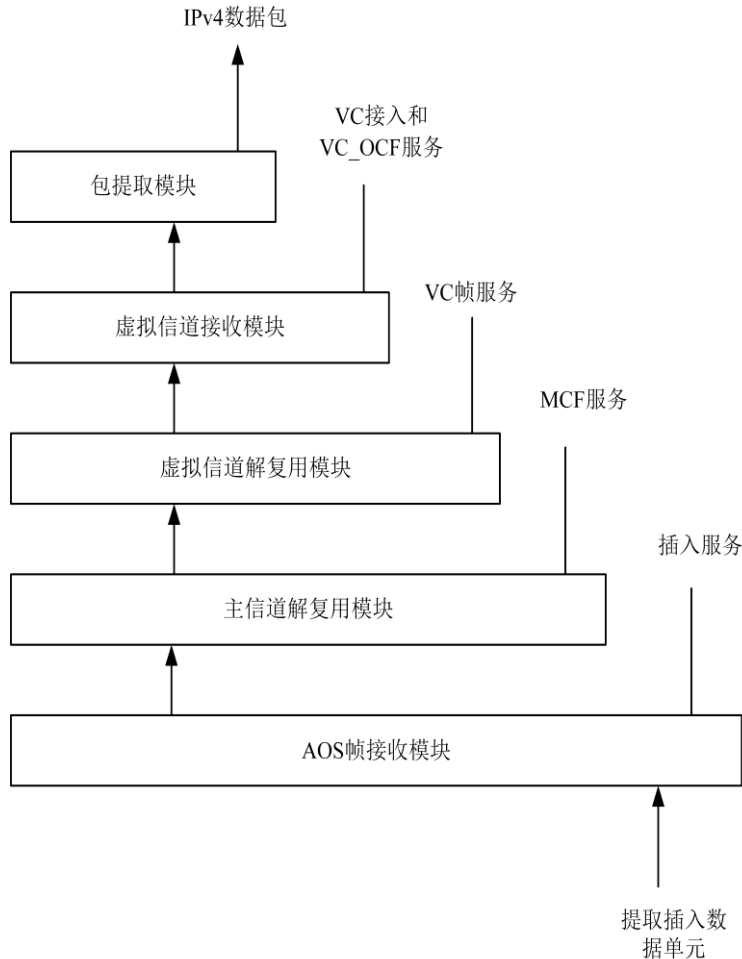 IPv4数据包
VC接入和
VC_OCF服务
包提取模块
VC帧服务
虚拟信道接收模块
MCF服务
虚拟信道解复用模块
插入服务
主信道解复用模块
AOS帧接收模块
提取插入数
据单元